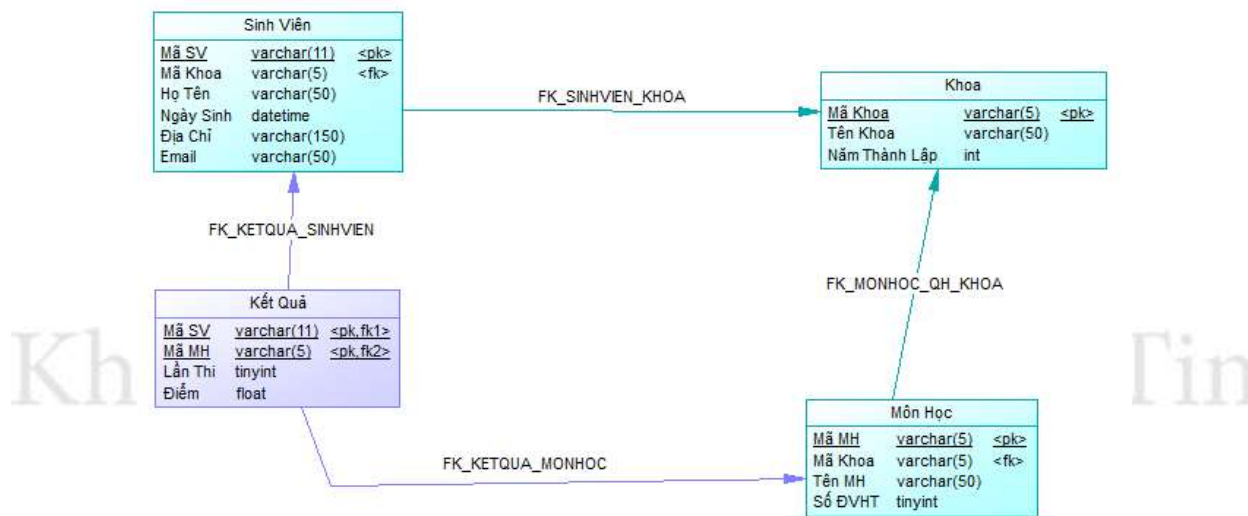 Sinh Viên
Mã SV varchar(11) <pk>
Mã Khoa varchar(5) <fk>
Họ Tên varchar(50)
Ngày Sinh datetime
Địa Chỉ varchar(150)
Email varchar(50)
FK_SINHVIEN_KHOA
Khoa
Mã Khoa varchar(5) <pk>
Tên Khoa varchar(50)
Năm Thành Lập int
FK_KETQUA_SINHVIEN
FK_MONHOC_QH_KHOA
Kết Quả
Mã SV varchar(11) <pk,fk1>
Mã MH varchar(5) <pk,fk2>
Lần Thi tinyint
Điểm float
Kh
Tin
FK_KETQUA_MONHOC
Môn Học
Mã MH varchar(5) <pk>
Mã Khoa varchar(5) <fk>
Tên MH varchar(50)
Số ĐVHT tinyint